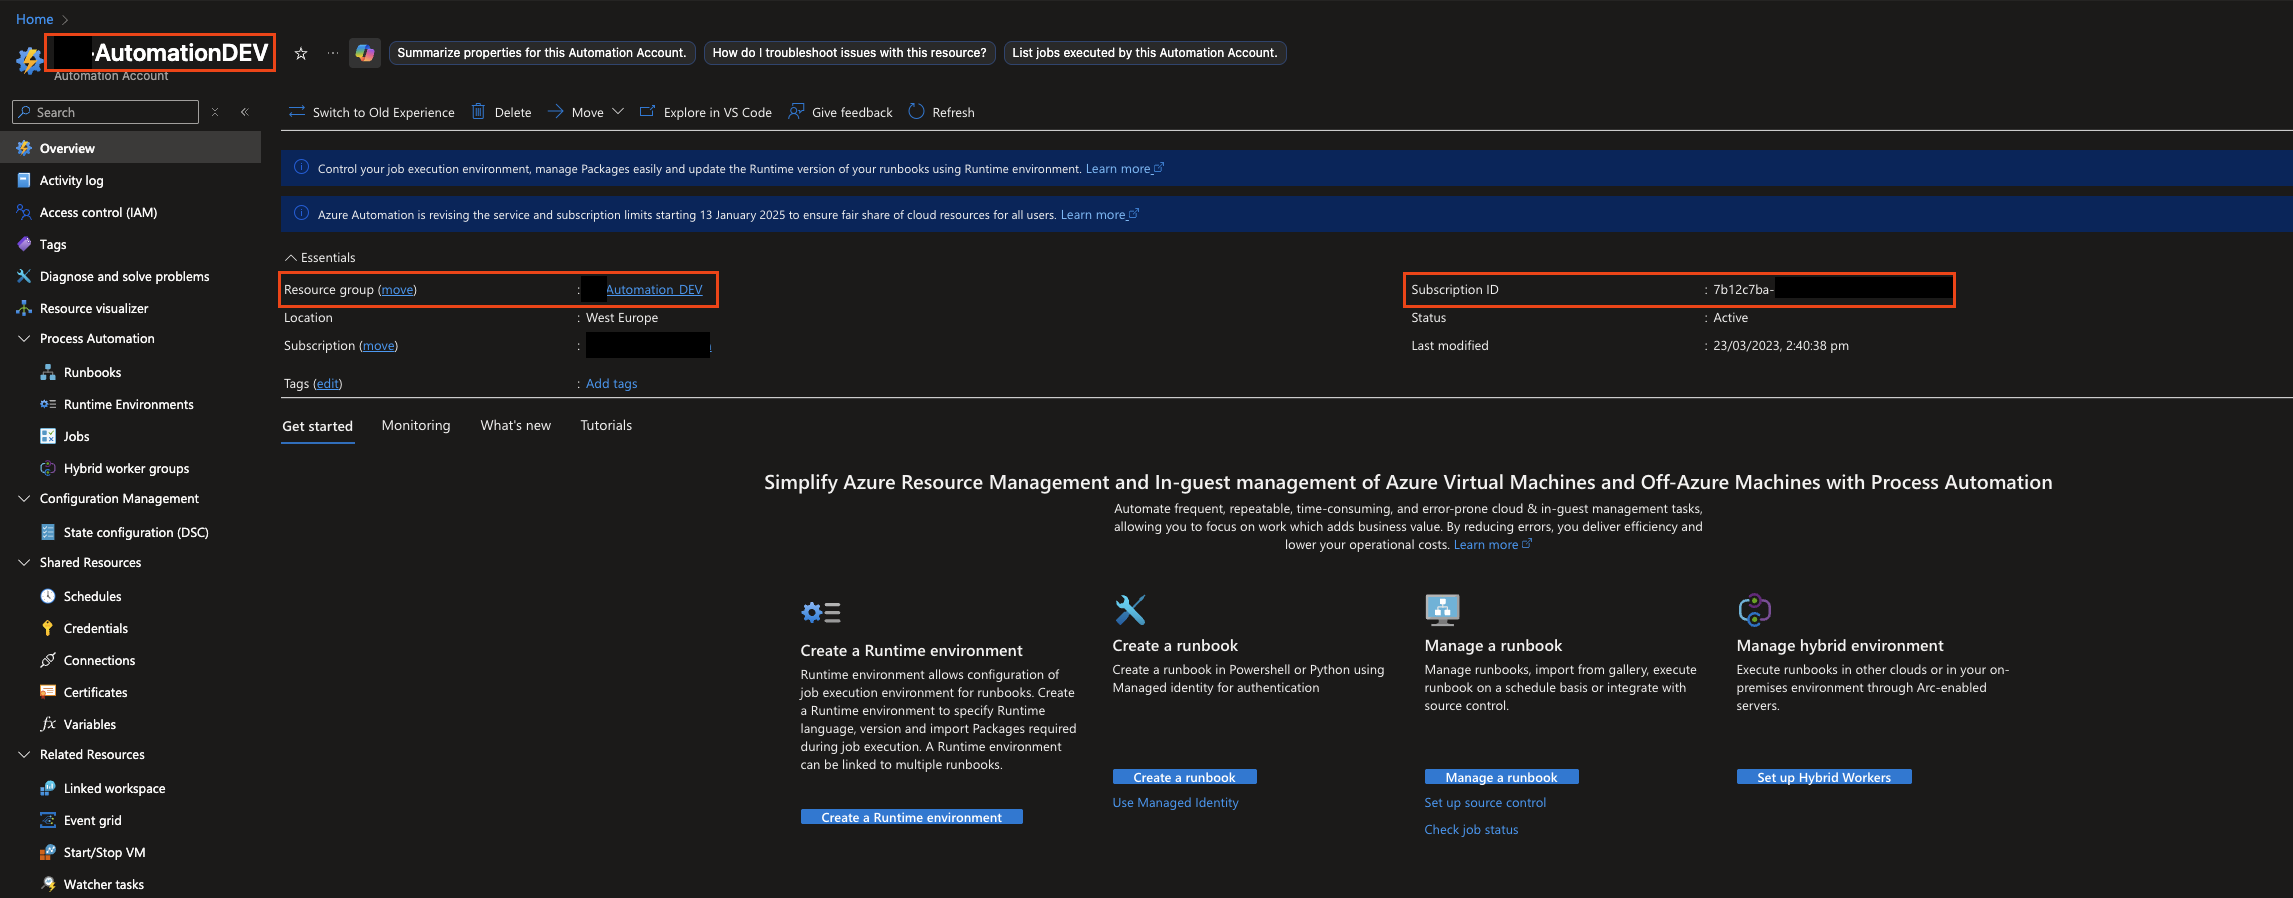 Home
-AutomationDEV
Summarize properties for this Automation Account.
How do I troubleshoot issues with this resource?
List jobs executed by this Automation Account.
Automation Account
Search
Switch to Old Experience
Delete
Move
Explore in VS Code
Give feedback
Refresh
Overview
Activity log
Access control (IAM)
Tags
Diagnose and solve problems
Resource visualizer
Process Automation
Runbooks
Runtime Environments
Jobs
Hybrid worker groups
Configuration Management
State configuration (DSC)
Shared Resources
Schedules
Credentials
Connections
Certificates
Variables
Related Resources
Linked workspace
Event grid
Start/Stop VM
Watcher tasks
Control your job execution environment, manage Packages easily and update the Runtime version of your runbooks using Runtime environment. Learn more
Azure Automation is revising the service and subscription limits starting 13 January 2025 to ensure fair share of cloud resources for all users. Learn more
Essentials
Resource group (move) : Automation_DEV
Location : West Europe
Subscription (move) :
Tags (edit) : Add tags
Subscription ID : 7b12c7ba-
Status : Active
Last modified : 23/03/2023, 2:40:38 pm
Get started
Monitoring
What's new
Tutorials
Simplify Azure Resource Management and In-guest management of Azure Virtual Machines and Off-Azure Machines with Process Automation
Automate frequent, repeatable, time-consuming, and error-prone cloud & in-guest management tasks,
allowing you to focus on work which adds business value. By reducing errors, you deliver efficiency and
lower your operational costs. Learn more
Create a Runtime environment
Runtime environment allows configuration of
job execution environment for runbooks. Create
a Runtime environment to specify Runtime
language, version and import Packages required
during job execution. A Runtime environment
can be linked to multiple runbooks.
Create a Runtime environment
Create a runbook
Create a runbook in Powershell or Python using
Managed identity for authentication
Create a runbook
Use Managed Identity
Manage a runbook
Manage runbooks, import from gallery, execute
runbook on a schedule basis or integrate with
source control.
Manage a runbook
Set up source control
Check job status
Manage hybrid environment
Execute runbooks in other clouds or in your on-
premises environment through Arc-enabled
servers.
Set up Hybrid Workers